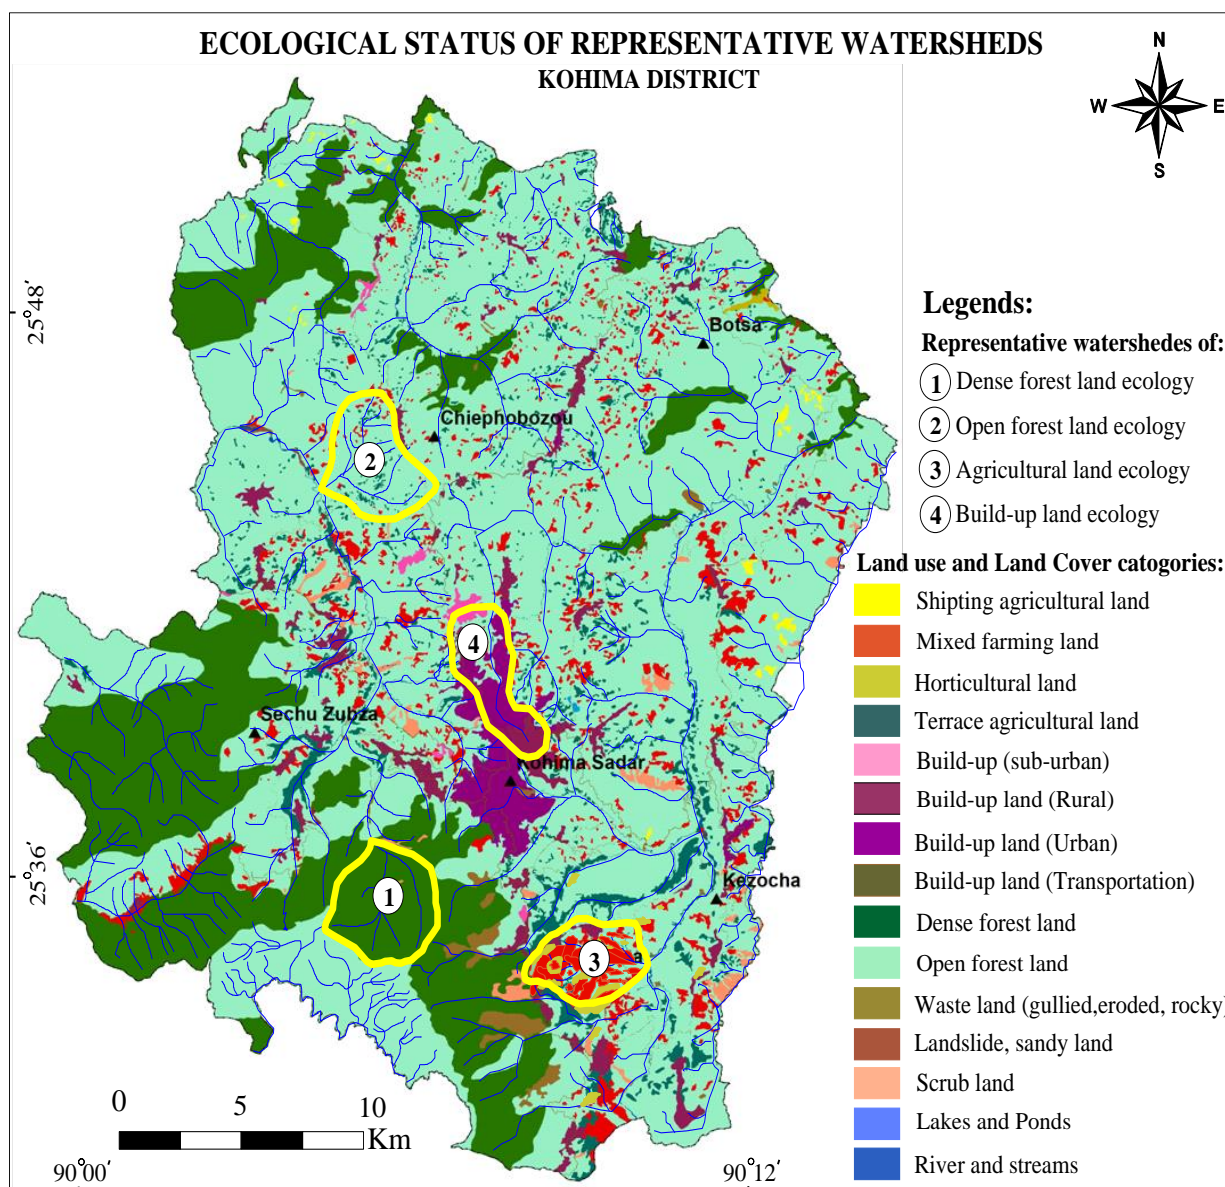 ECOLOGICAL STATUS OF REPRESENTATIVE WATERSHEDS
KOHIMA DISTRICT
N
W
E
S
25°48'
25°36'
Botsa
Chiephobozou
2
4
Sechu Zubza
Kohima Sadar
1
Kezocha
3
a
Legends:
Representative watershedes of:
1 Dense forest land ecology
2 Open forest land ecology
3 Agricultural land ecology
4 Build-up land ecology
Land use and Land Cover catogories:
Shipting agricultural land
Mixed farming land
Horticultural land
Terrace agricultural land
Build-up (sub-urban)
Build-up land (Rural)
Build-up land (Urban)
Build-up land (Transportation)
Dense forest land
Open forest land
Waste land (gullied,eroded, rocky)
Landslide, sandy land
Scrub land
Lakes and Ponds
River and streams
0 5 10
Km
90°00'
90°12'